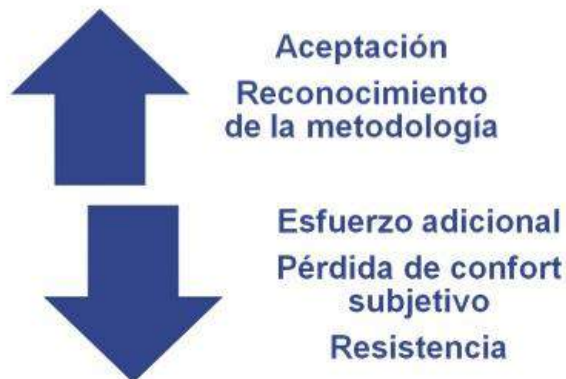 Aceptación
Reconocimiento
de la metodología
Esfuerzo adicional
Pérdida de confort
subjetivo
Resistencia